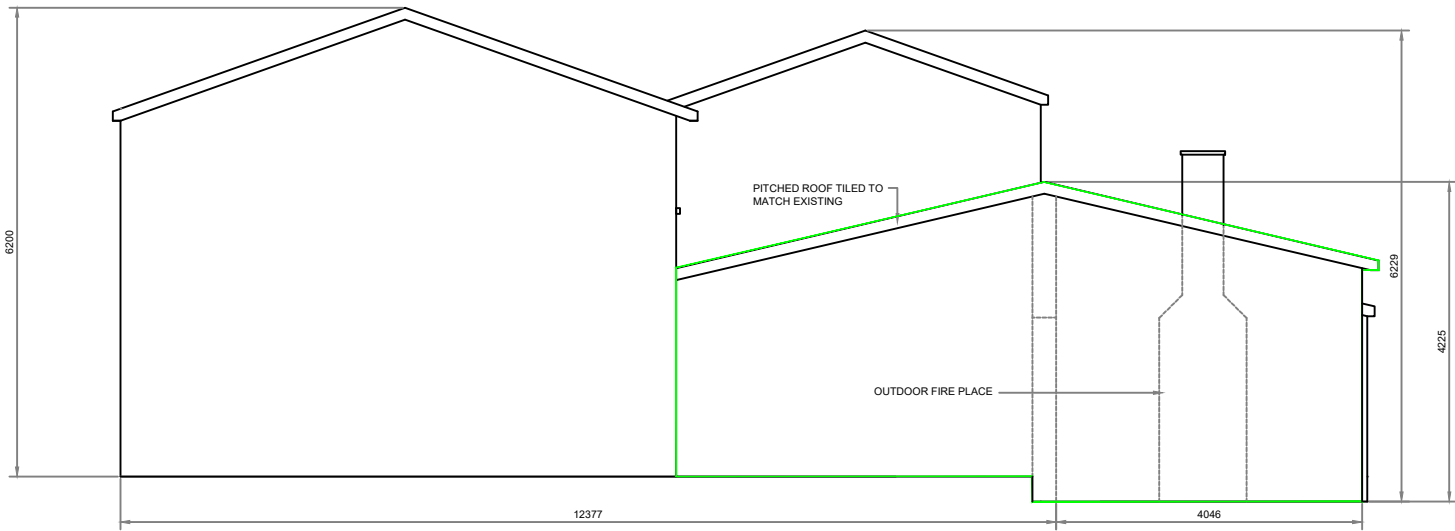 PITCHED ROOF TILED TO
MATCH EXISTING
6200
6229
4225
OUTDOOR FIRE PLACE
12377
4046